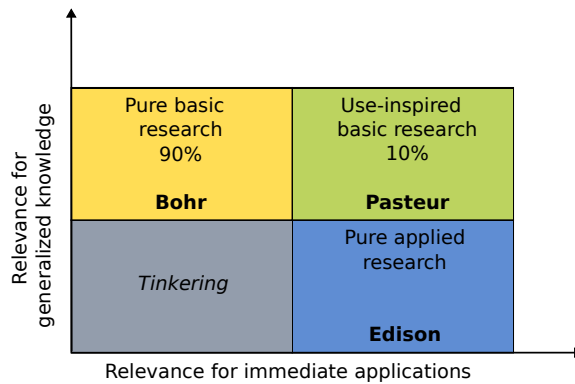 Pure basic
research
90%
Bohr
Use-inspired
basic research
10%
Pasteur
Tinkering
Pure applied
research
Edison
Relevance for
generalized knowledge
Relevance for immediate applications